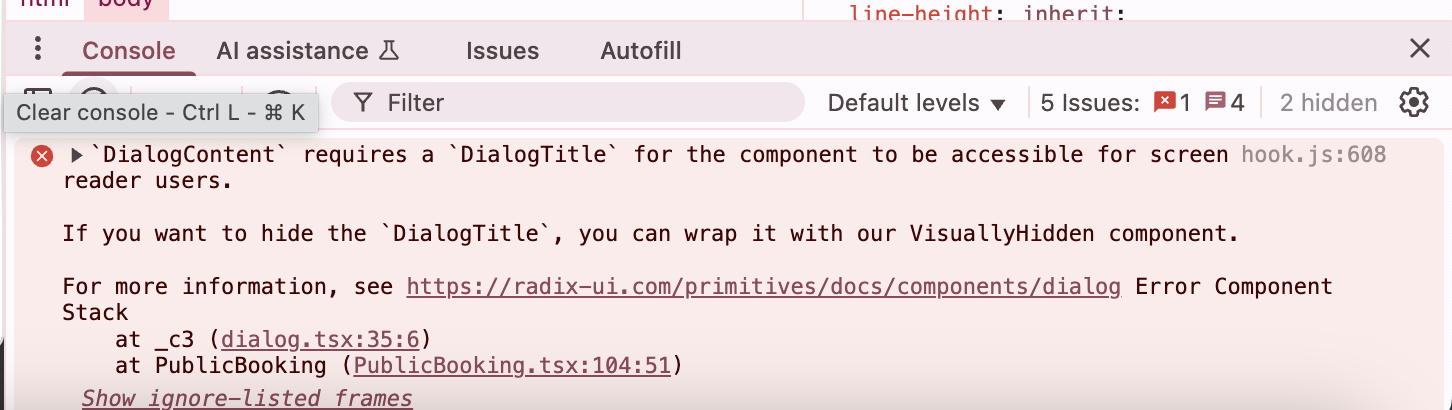 html body
line-height: inherit;
Console AI assistance Issues Autofill
Clear console - Ctrl L - ⌘ K
Filter Default levels ▼ 5 Issues: 1 4 2 hidden
`DialogContent` requires a `DialogTitle` for the component to be accessible for screen hook.js:608
reader users.
If you want to hide the `DialogTitle`, you can wrap it with our VisuallyHidden component.
For more information, see https://radix-ui.com/primitives/docs/components/dialog Error Component
Stack
at _c3 (dialog.tsx:35:6)
at PublicBooking (PublicBooking.tsx:104:51)
Show ignore-listed frames